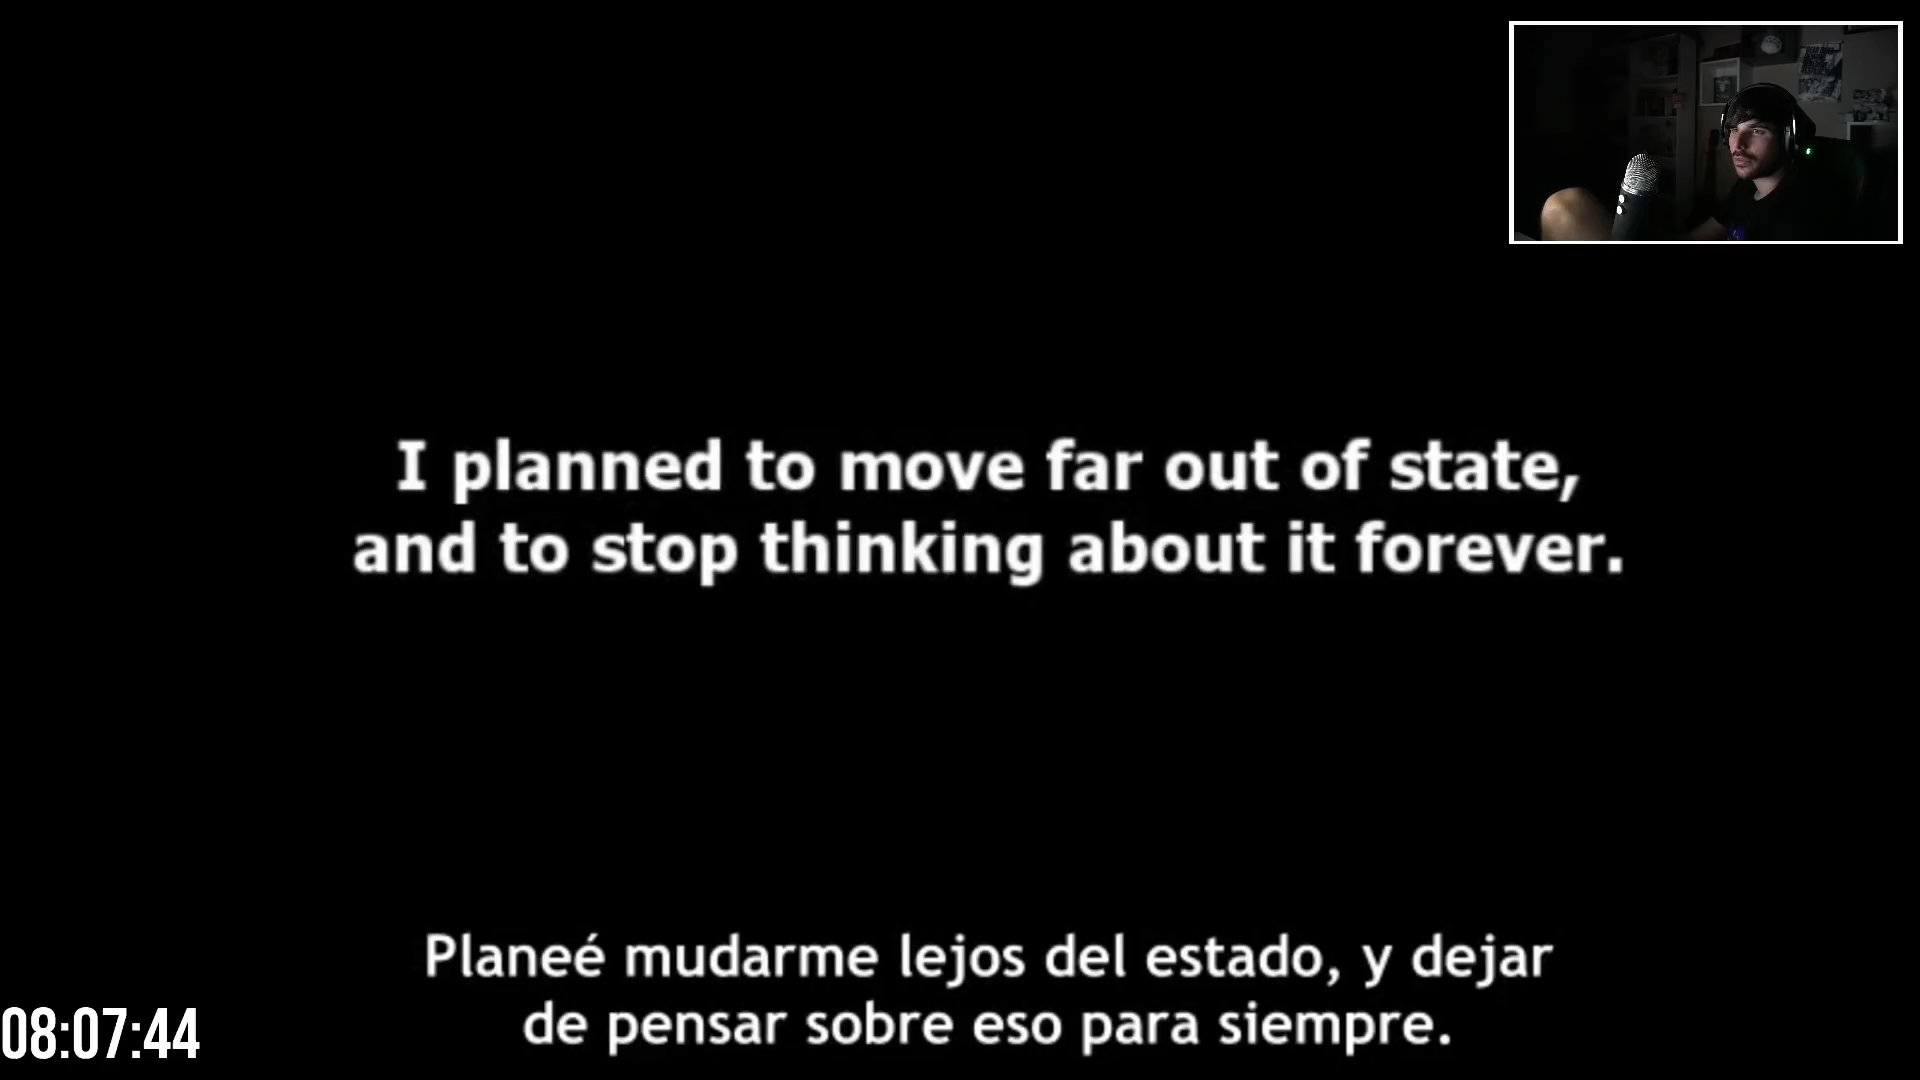 I planned to move far out of state,
and to stop thinking about it forever.
Planeé mudarme lejos del estado, y dejar
de pensar sobre eso para siempre.
08:07:44